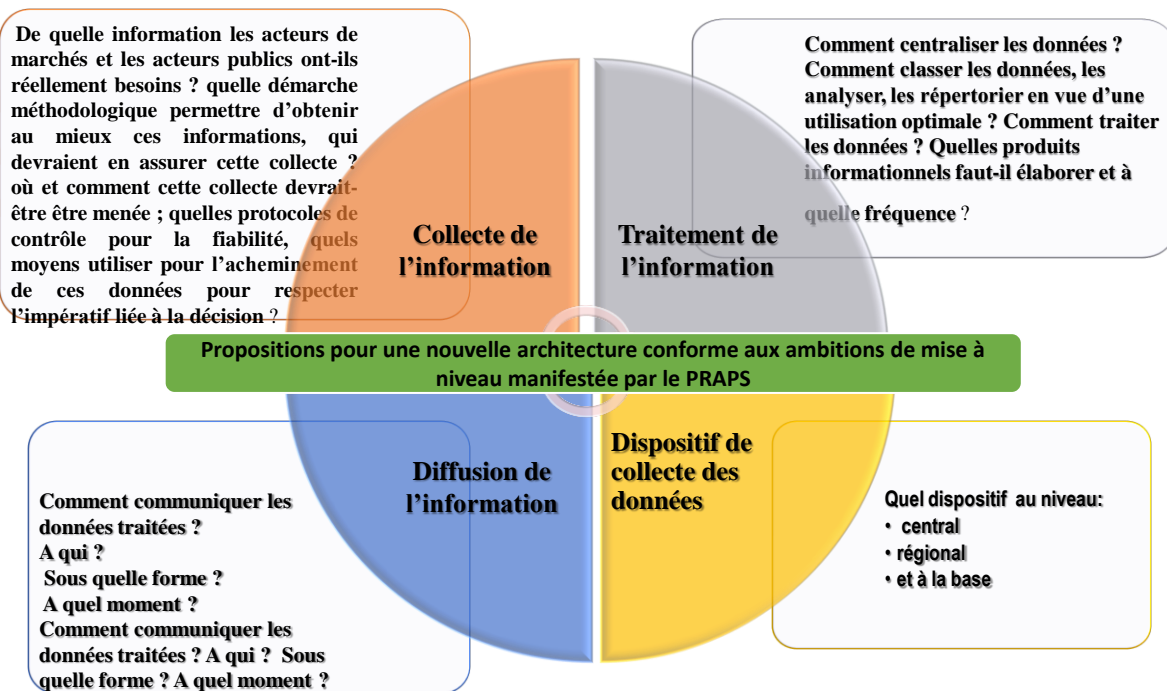 De quelle information les acteurs de
marchés et les acteurs publics ont-ils
réellement besoins ? quelle démarche
méthodologique permettre d’obtenir
au mieux ces informations, qui
devraient en assurer cette collecte ?
où et comment cette collecte devrait-
être être menée ; quelles protocoles de
contrôle pour la fiabilité, quels
moyens utiliser pour l’acheminement
de ces données pour respecter
l’impératif liée à la décision ?
Comment centraliser les données ?
Comment classer les données, les
analyser, les répertorier en vue d’une
utilisation optimale ? Comment traiter
les données ? Quelles produits
informationnels faut-il élaborer et à
quelle fréquence ?
Collecte de
l’information
Traitement de
l’information
Propositions pour une nouvelle architecture conforme aux ambitions de mise à
niveau manifestée par le PRAPS
Diffusion de
l’information
Dispositif de
collecte des
données
Comment communiquer les
données traitées ?
A qui ?
Sous quelle forme ?
A quel moment ?
Comment communiquer les
données traitées ? A qui ? Sous
quelle forme ? A quel moment ?
Quel dispositif au niveau:
• central
• régional
• et à la base